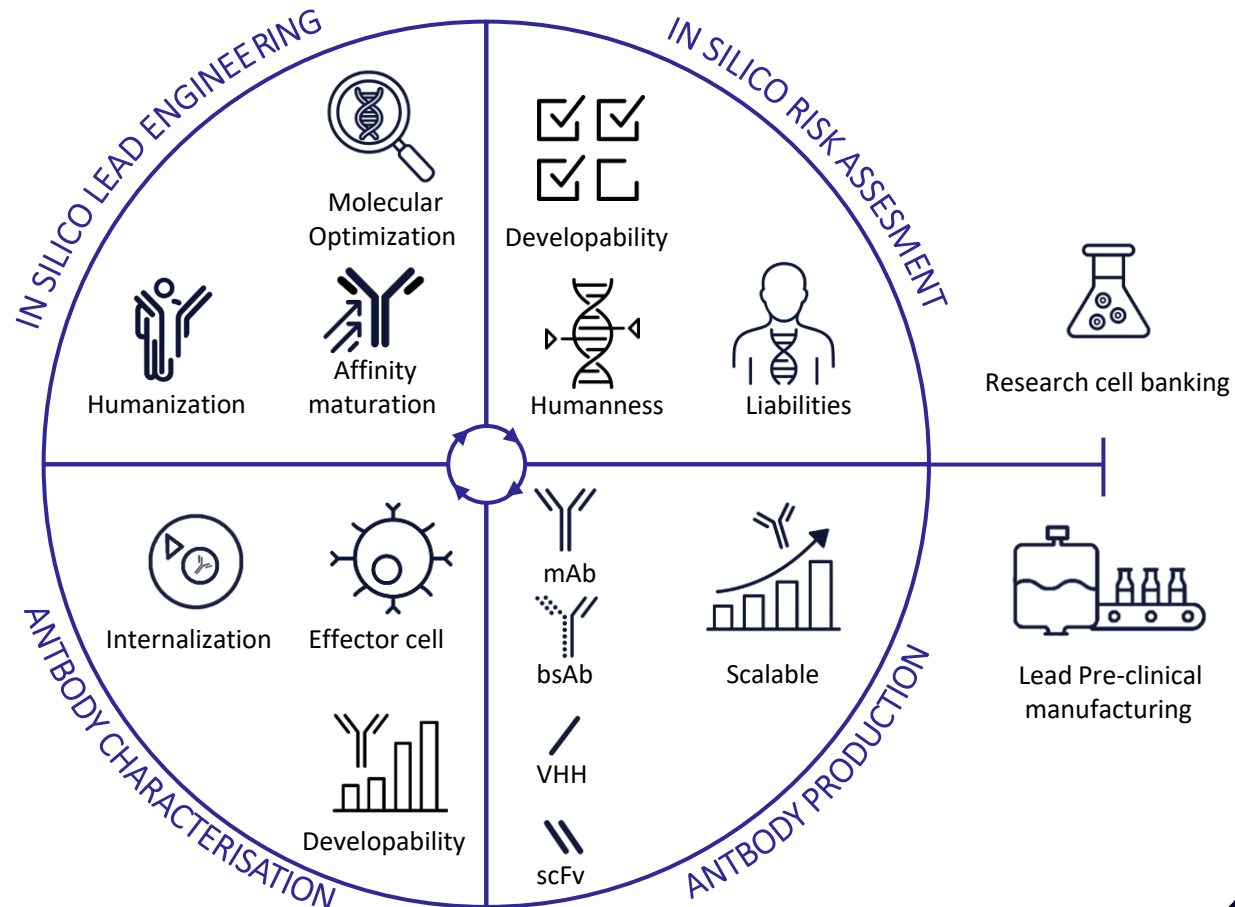 IN SILICO LEAD ENGINEERING
Molecular
Optimization
Humanization
Affinity
maturation
IN SILICO RISK ASSESMENT
Developability
Humanness
Liabilities
Research cell banking
ANTBODY CHARACTERISATION
Internalization
Effector cell
Developability
ANTBODY PRODUCTION
mAb
bsAb
VHH
scFv
Scalable
Lead Pre-clinical
manufacturing